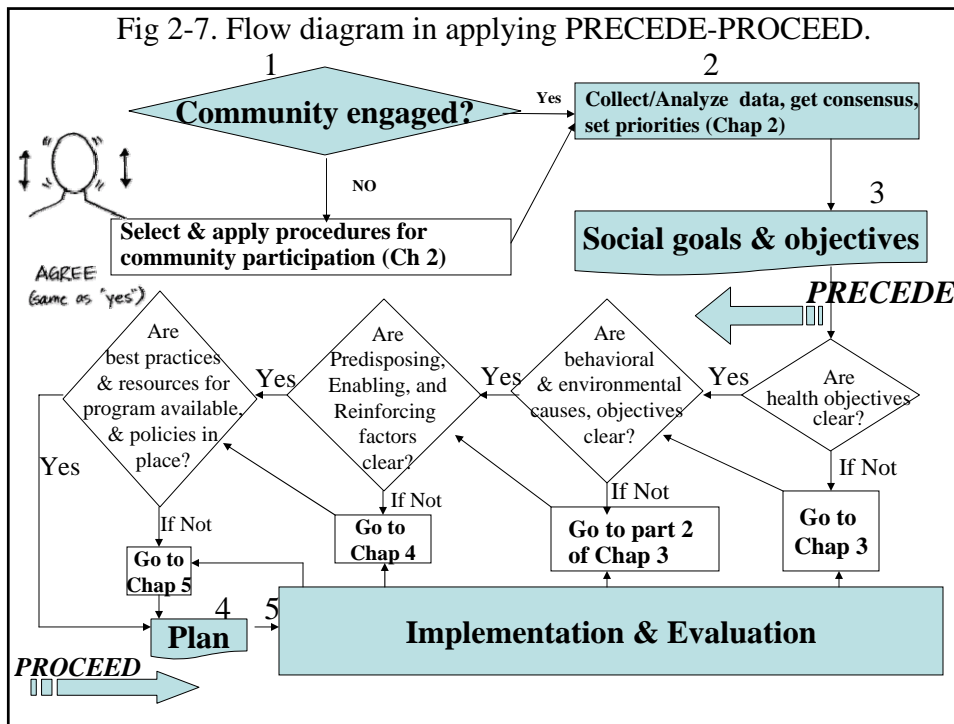 Fig 2-7. Flow diagram in applying PRECEDE-PROCEED.
1
Community engaged?
Yes
2
Collect/Analyze data, get consensus,
set priorities (Chap 2)
NO
Select & apply procedures for
community participation (Ch 2)
AGREE
(same as "yes")
3
Social goals & objectives
PRECEDE
Are
health objectives
clear?
Yes
If Not
Go to
Chap 3
Are
behavioral
& environmental
causes, objectives
clear?
Yes
If Not
Go to part 2
of Chap 3
Are
Predisposing,
Enabling, and
Reinforcing
factors
clear?
Yes
If Not
Go to
Chap 4
Are
best practices
& resources for
program available,
& policies in
place?
Yes
If Not
Go to
Chap 5
4
Plan
5
Implementation & Evaluation
PROCEED